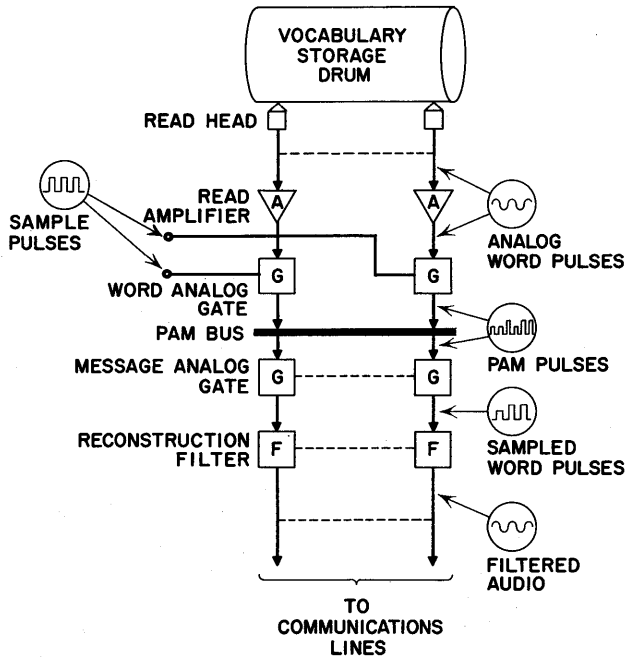 VOCABULARY
STORAGE
DRUM
READ HEAD
READ
AMPLIFIER
A
A
SAMPLE
PULSES
ANALOG
WORD PULSES
WORD ANALOG
GATE
G
G
PAM BUS
PAM PULSES
MESSAGE ANALOG
GATE
G
G
RECONSTRUCTION
FILTER
F
F
SAMPLED
WORD PULSES
FILTERED
AUDIO
TO
COMMUNICATIONS
LINES